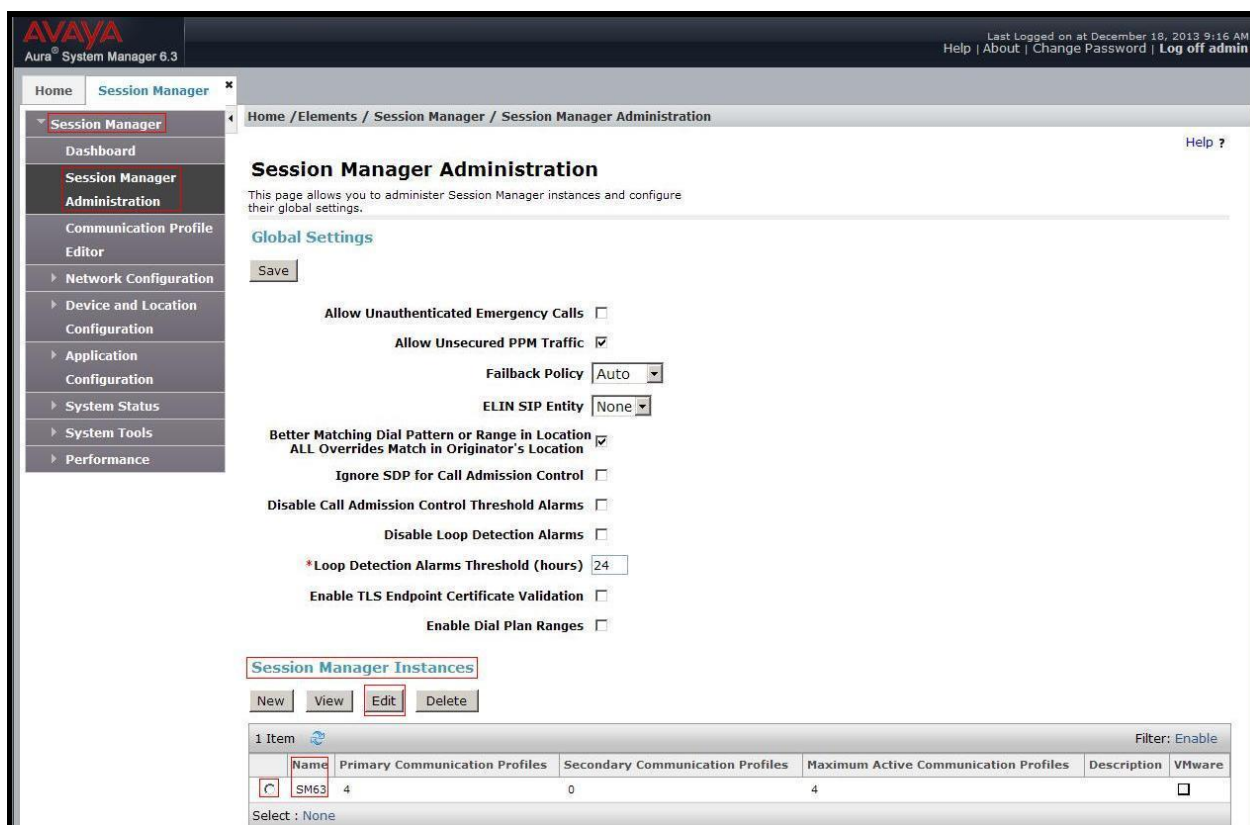 AVAYA
Aura® System Manager 6.3
Last Logged on at December 18, 2013 9:16 AM
Help | About | Change Password | Log off admin
Home
Session Manager
Session Manager
Dashboard
Session Manager
Administration
Communication Profile
Editor
Network Configuration
Device and Location
Configuration
Application
Configuration
System Status
System Tools
Performance
Home /Elements / Session Manager / Session Manager Administration
Help ?
Session Manager Administration
This page allows you to administer Session Manager instances and configure
their global settings.
Global Settings
Save
Allow Unauthenticated Emergency Calls
Allow Unsecured PPM Traffic
Failback Policy Auto
ELIN SIP Entity None
Better Matching Dial Pattern or Range in Location
ALL Overrides Match in Originator's Location
Ignore SDP for Call Admission Control
Disable Call Admission Control Threshold Alarms
Disable Loop Detection Alarms
*Loop Detection Alarms Threshold (hours) 24
Enable TLS Endpoint Certificate Validation
Enable Dial Plan Ranges
Session Manager Instances
New View Edit Delete
1 Item Filter: Enable
Name Primary Communication Profiles Secondary Communication Profiles Maximum Active Communication Profiles Description VMware
SM63 4 0 4
Select : None